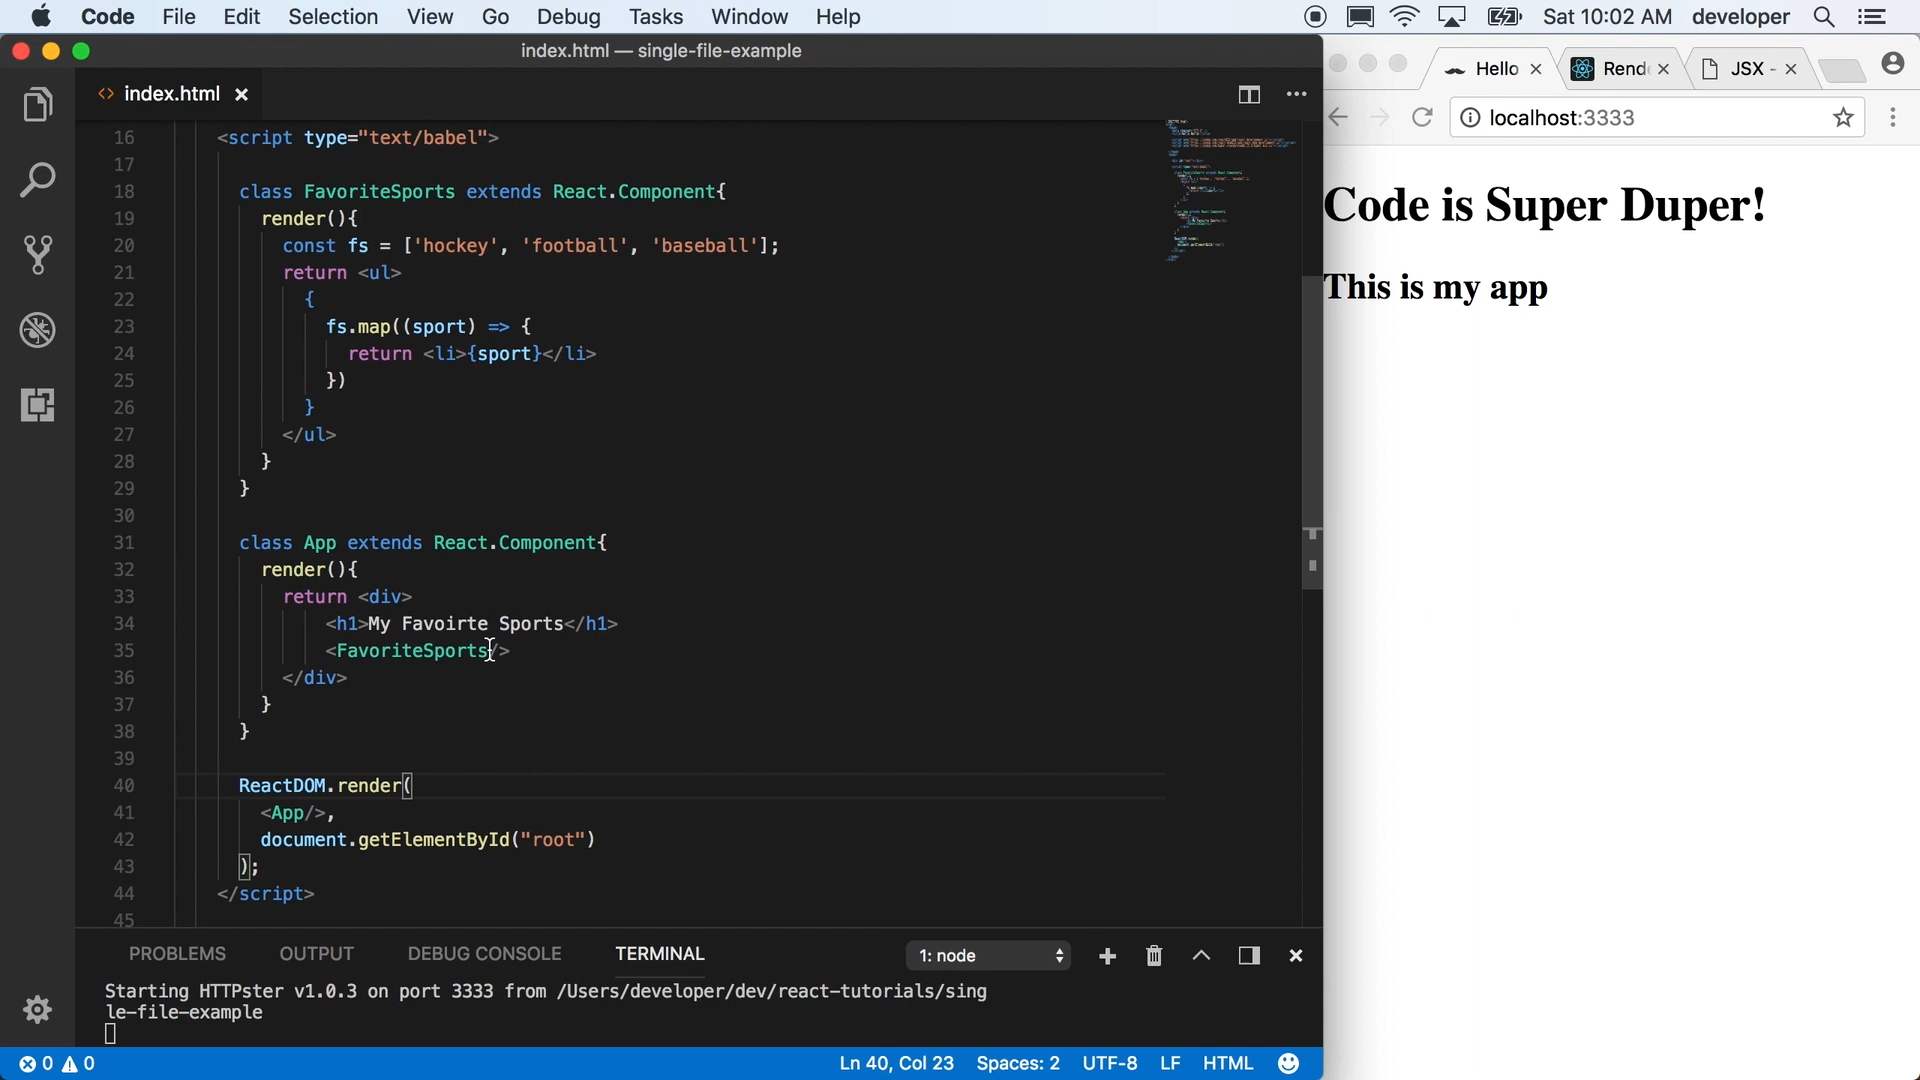 Code File Edit Selection View Go Debug Tasks Window Help Sat 10:02 AM developer
index.html — single-file-example
index.html
16 <script type="text/babel">
17
18 class FavoriteSports extends React.Component{
19 render(){
20 const fs = ['hockey', 'football', 'baseball'];
21 return <ul>
22 {
23 fs.map((sport) => {
24 return <li>{sport}</li>
25 })
26 }
27 </ul>
28 }
29 }
30
31 class App extends React.Component{
32 render(){
33 return <div>
34 <h1>My Favoirte Sports</h1>
35 <FavoriteSports/>
36 </div>
37 }
38 }
39
40 ReactDOM.render(
41 <App/>,
42 document.getElementById("root")
43 );
44 </script>
45
PROBLEMS OUTPUT DEBUG CONSOLE TERMINAL 1: node
Starting HTTPster v1.0.3 on port 3333 from /Users/developer/dev/react-tutorials/sing
le-file-example
0 0 Ln 40, Col 23 Spaces: 2 UTF-8 LF HTML
Hello Rende JSX -
localhost:3333
Code is Super Duper!
This is my app